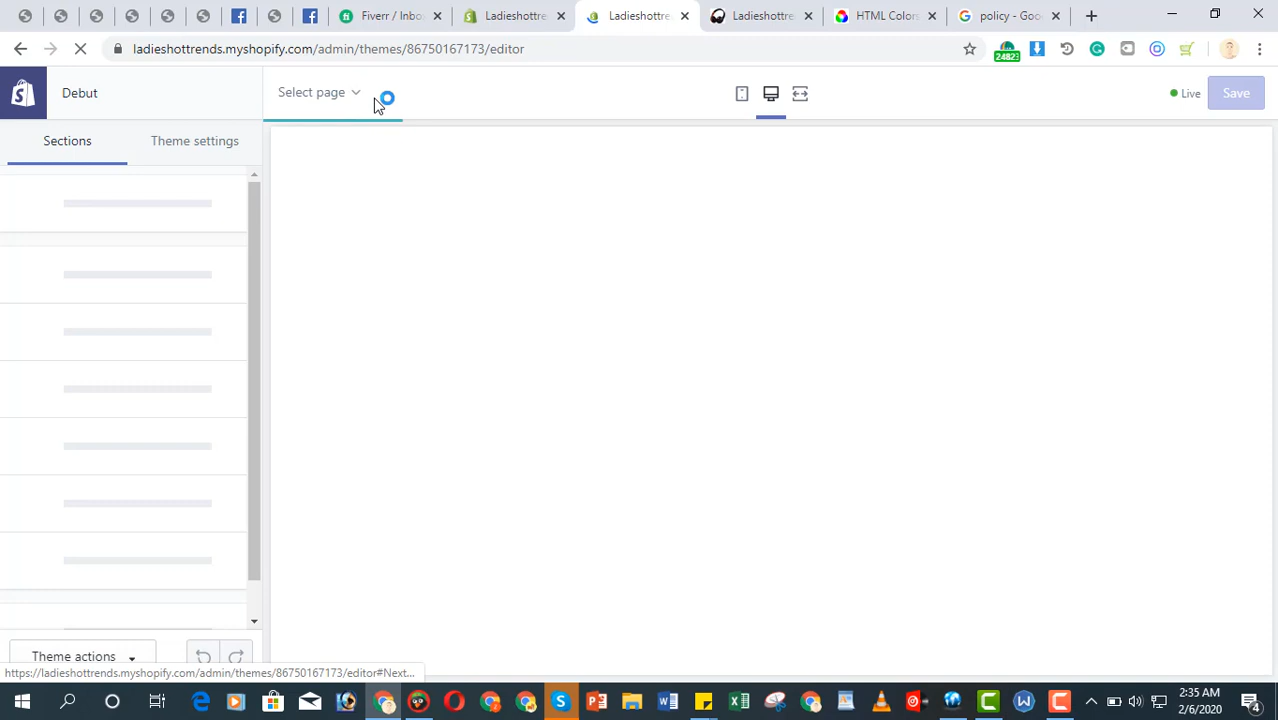 Fiverr / Inbo
Ladieshottre
Ladieshottre
Ladieshottre
HTML Colors
policy - Goo
ladieshottrends.myshopify.com/admin/themes/86750167173/editor
24823
Debut
Select page
Live
Save
Sections
Theme settings
Theme actions
https://ladieshottrends.myshopify.com/admin/themes/86750167173/editor#Next...
2:35 AM
2/6/2020
4